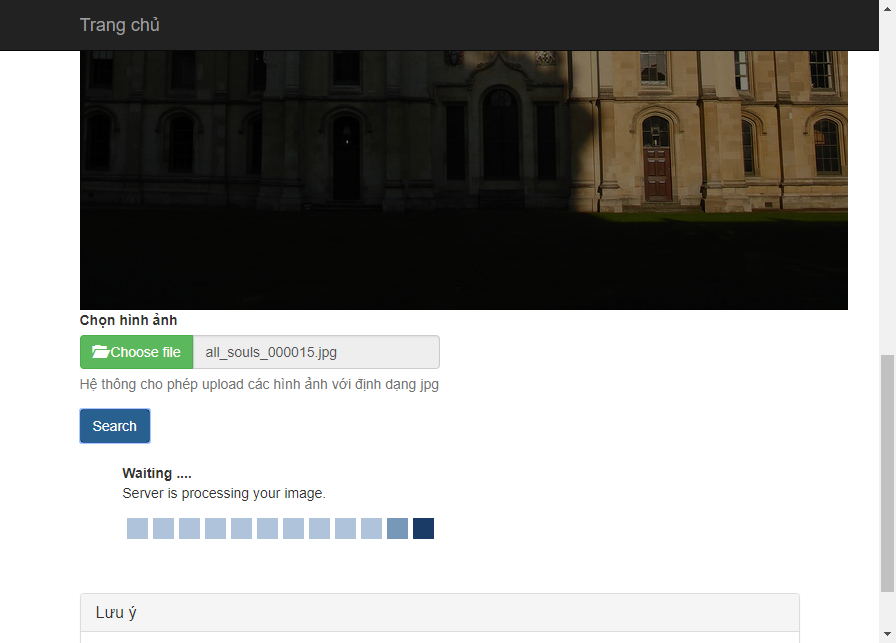 Trang chủ
Chọn hình ảnh
Choose file
all_souls_000015.jpg
Hệ thông cho phép upload các hình ảnh với định dạng jpg
Search
Waiting ....
Server is processing your image.
Lưu ý